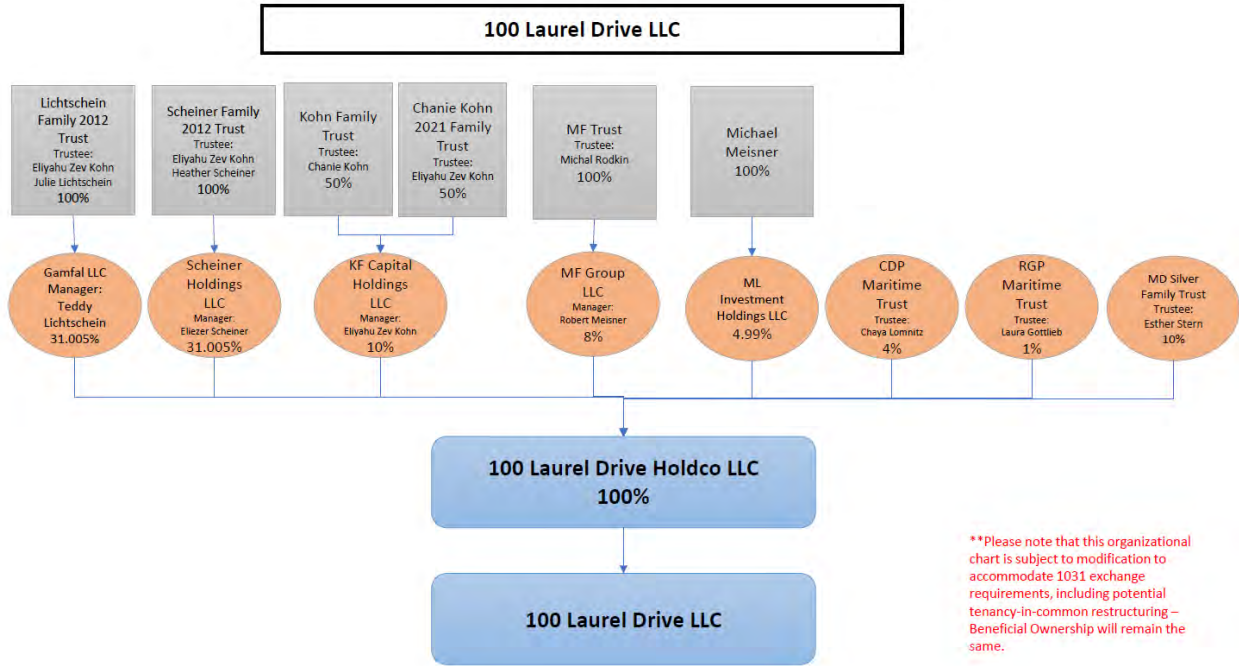 100 Laurel Drive LLC
Lichtschein
Family 2012
Trust
Trustee:
Eliyahu Zev Kohn
Julie Lichtschein
100%
Scheiner Family
2012 Trust
Trustee:
Eliyahu Zev Kohn
Heather Scheiner
100%
Kohn Family
Trust
Trustee:
Chanie Kohn
50%
Chanie Kohn
2021 Family
Trust
Trustee:
Eliyahu Zev Kohn
50%
MF Trust
Trustee:
Michal Rodkin
100%
Michael
Meisner
100%
Gamfal LLC
Manager:
Teddy
Lichtschein
31.005%
Scheiner
Holdings
LLC
Manager:
Eliezer Scheiner
31.005%
KF Capital
Holdings
LLC
Manager:
Eliyahu Zev Kohn
10%
MF Group
LLC
Manager:
Robert Meisner
8%
ML
Investment
Holdings LLC
4.99%
CDP
Maritime
Trust
Trustee:
Chaya Lomnitz
4%
RGP
Maritime
Trust
Trustee:
Laura Gottlieb
1%
MD Silver
Family Trust
Trustee:
Esther Stern
10%
100 Laurel Drive Holdco LLC
100%
100 Laurel Drive LLC
**Please note that this organizational
chart is subject to modification to
accommodate 1031 exchange
requirements, including potential
tenancy-in-common restructuring –
Beneficial Ownership will remain the
same.